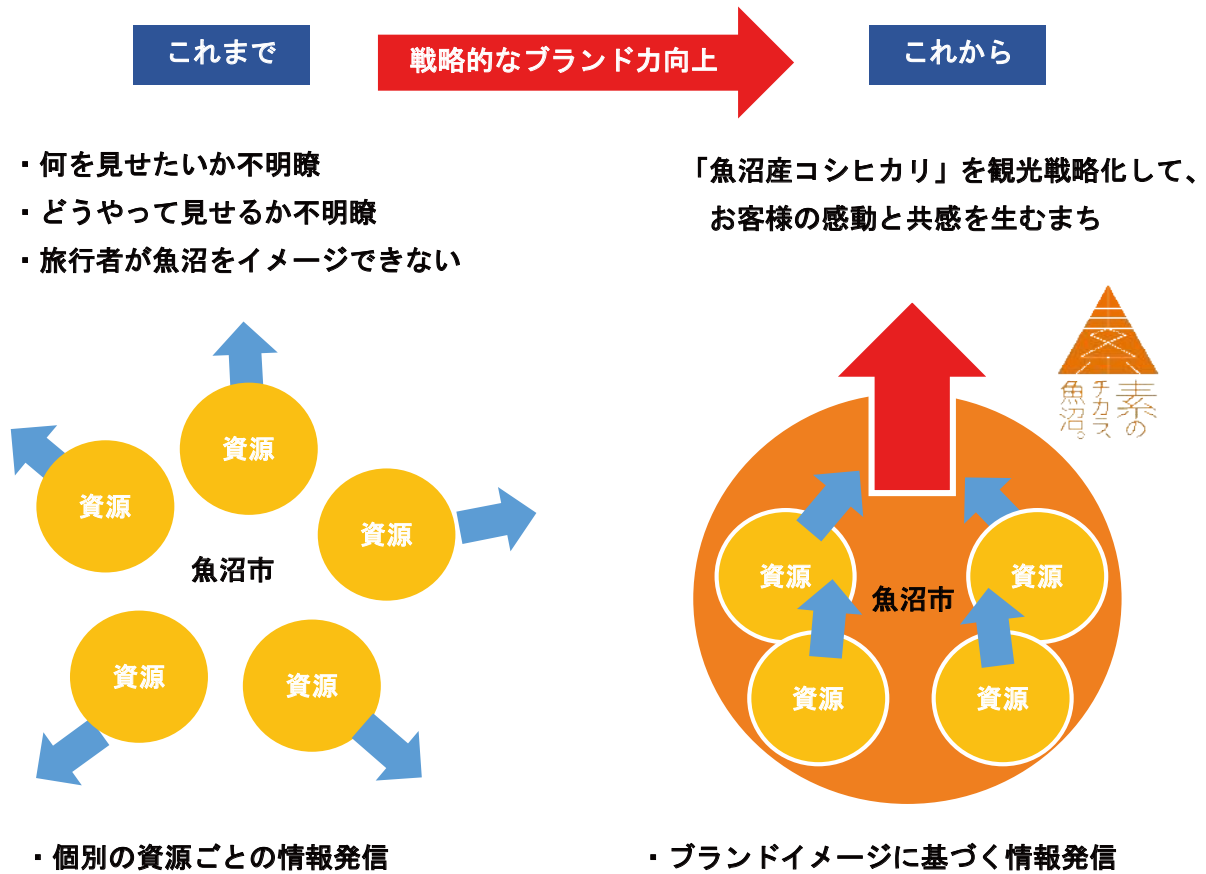 これまで
戦略的なブランド力向上
これから
・何を見せたいか不明瞭
・どうやって見せるか不明瞭
・旅行者が魚沼をイメージできない
「魚沼産コシヒカリ」を観光戦略化して、
お客様の感動と共感を生むまち
素の
チカラ、
魚沼。
資源
資源
資源
魚沼市
資源
資源
資源
資源
魚沼市
資源
資源
・個別の資源ごとの情報発信
・ブランドイメージに基づく情報発信